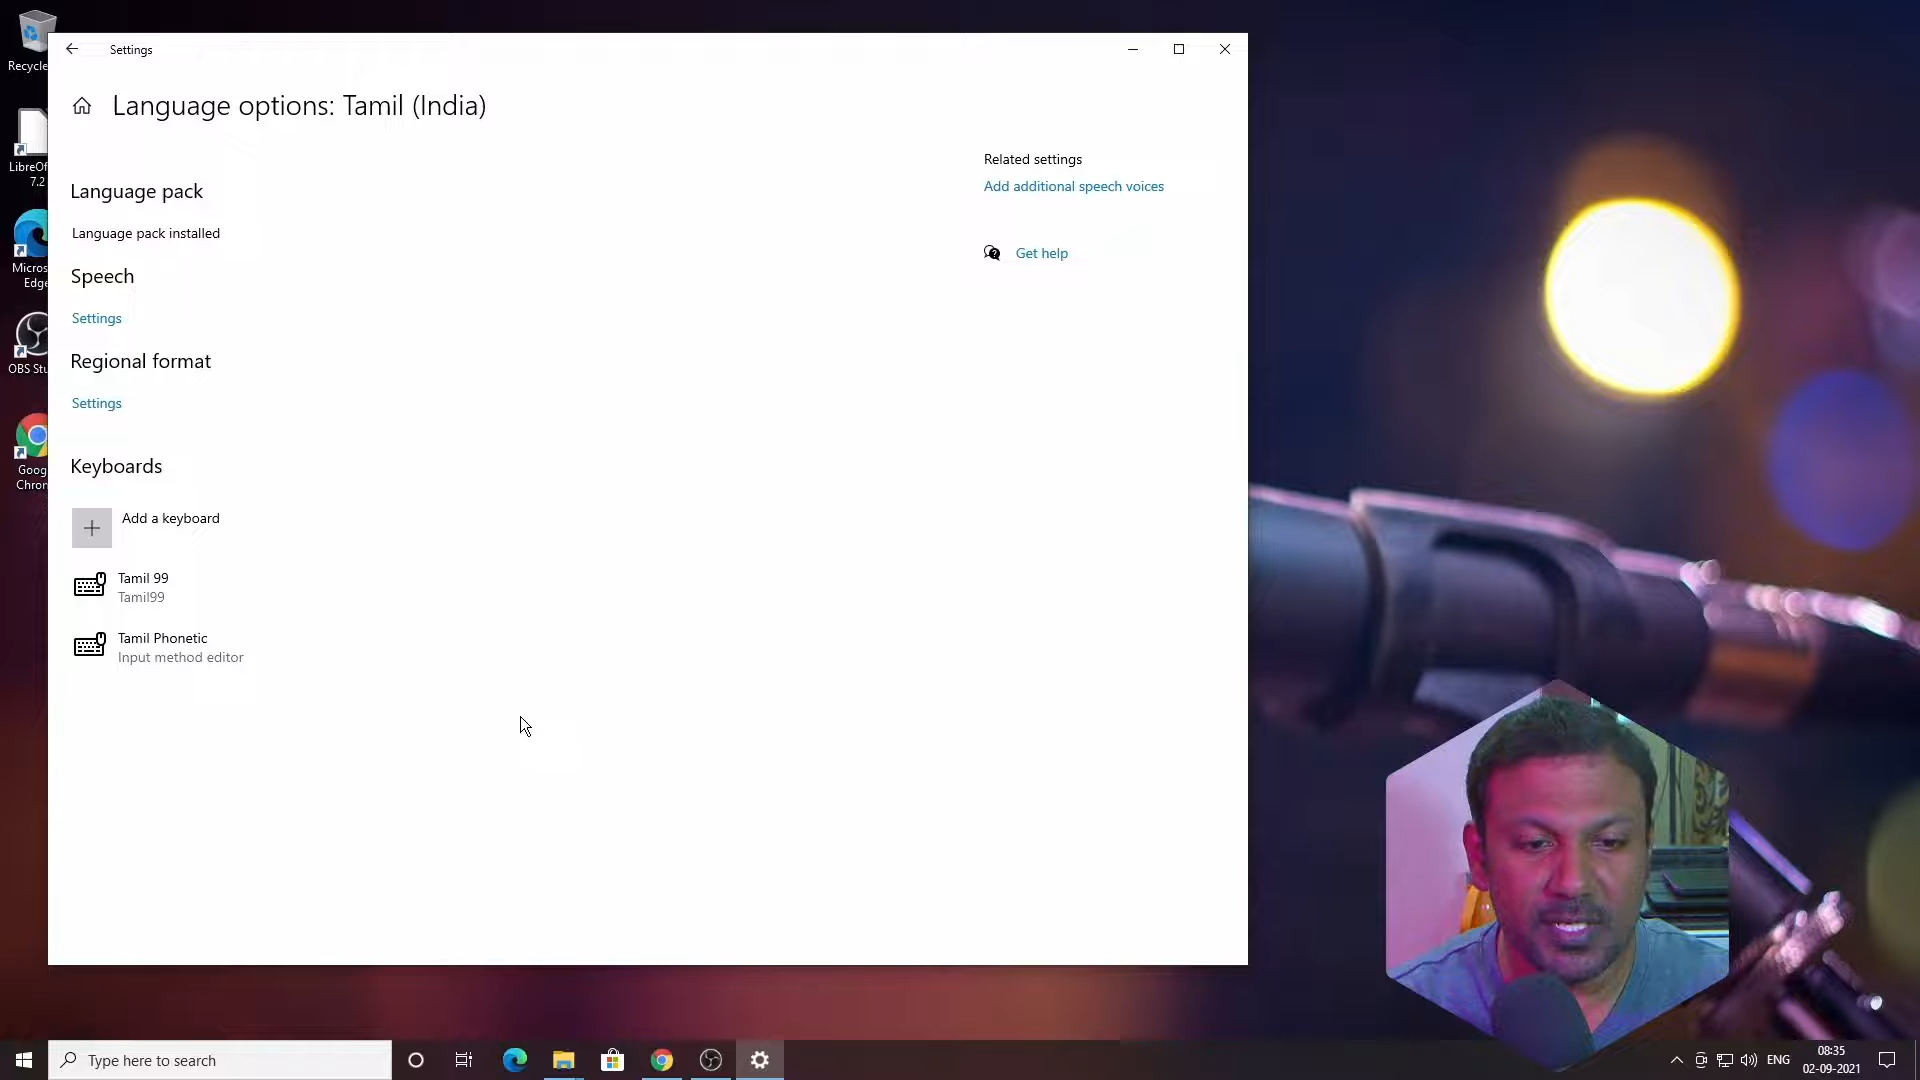 Recycle
Settings
Language options: Tamil (India)
Related settings
Add additional speech voices
Language pack
Language pack installed
Get help
Speech
Settings
Regional format
Settings
Keyboards
Add a keyboard
Tamil 99
Tamil99
Tamil Phonetic
Input method editor
LibreOf
7.2
Micros
Edge
OBS Stu
Goog
Chron
Type here to search
ENG
08:35
02-09-2021